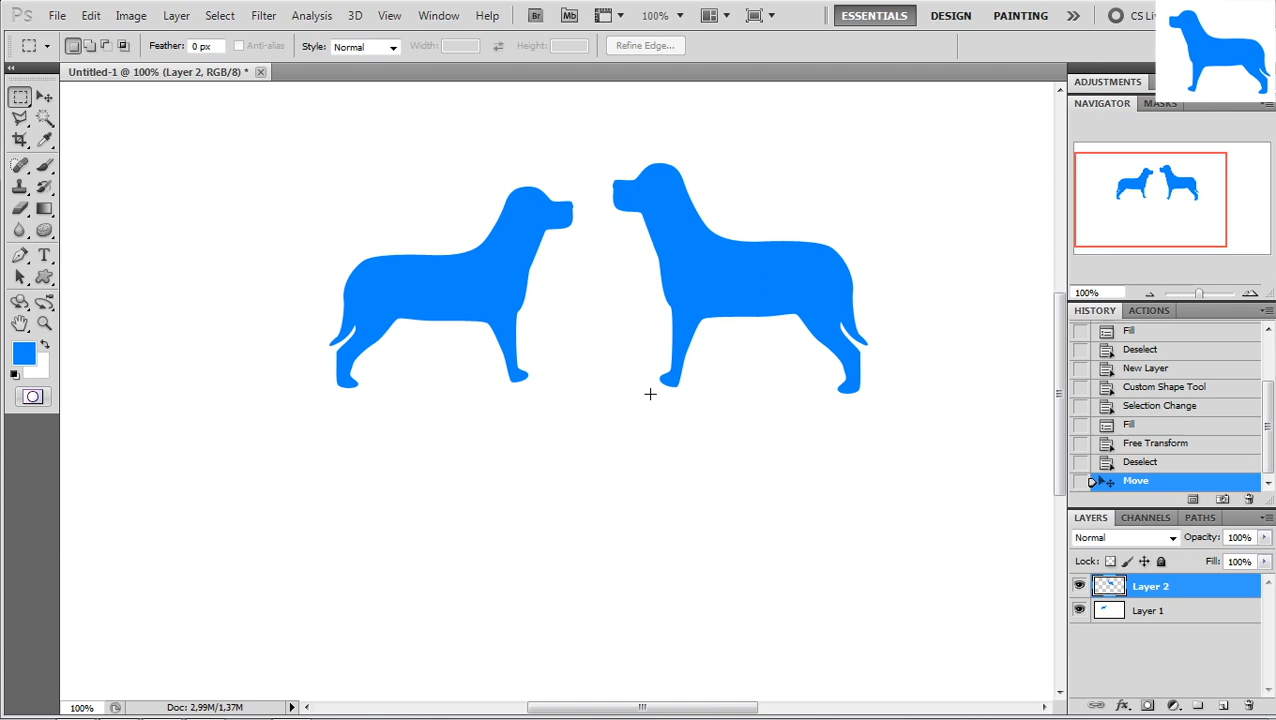 Ps File Edit Image Layer Select Filter Analysis 3D View Window Help Br Mb 100% ESSENTIALS DESIGN PAINTING CS Li
Feather: 0 px Anti-alias Style: Normal Width: Height: Refine Edge...
Untitled-1 @ 100% (Layer 2, RGB/8) *
ADJUSTMENTS
NAVIGATOR MASKS
100%
HISTORY ACTIONS
Fill
Deselect
New Layer
Custom Shape Tool
Selection Change
Fill
Free Transform
Deselect
Move
LAYERS CHANNELS PATHS
Normal Opacity: 100%
Lock: Fill: 100%
Layer 2
Layer 1
100% Doc: 2,99M/1,37M